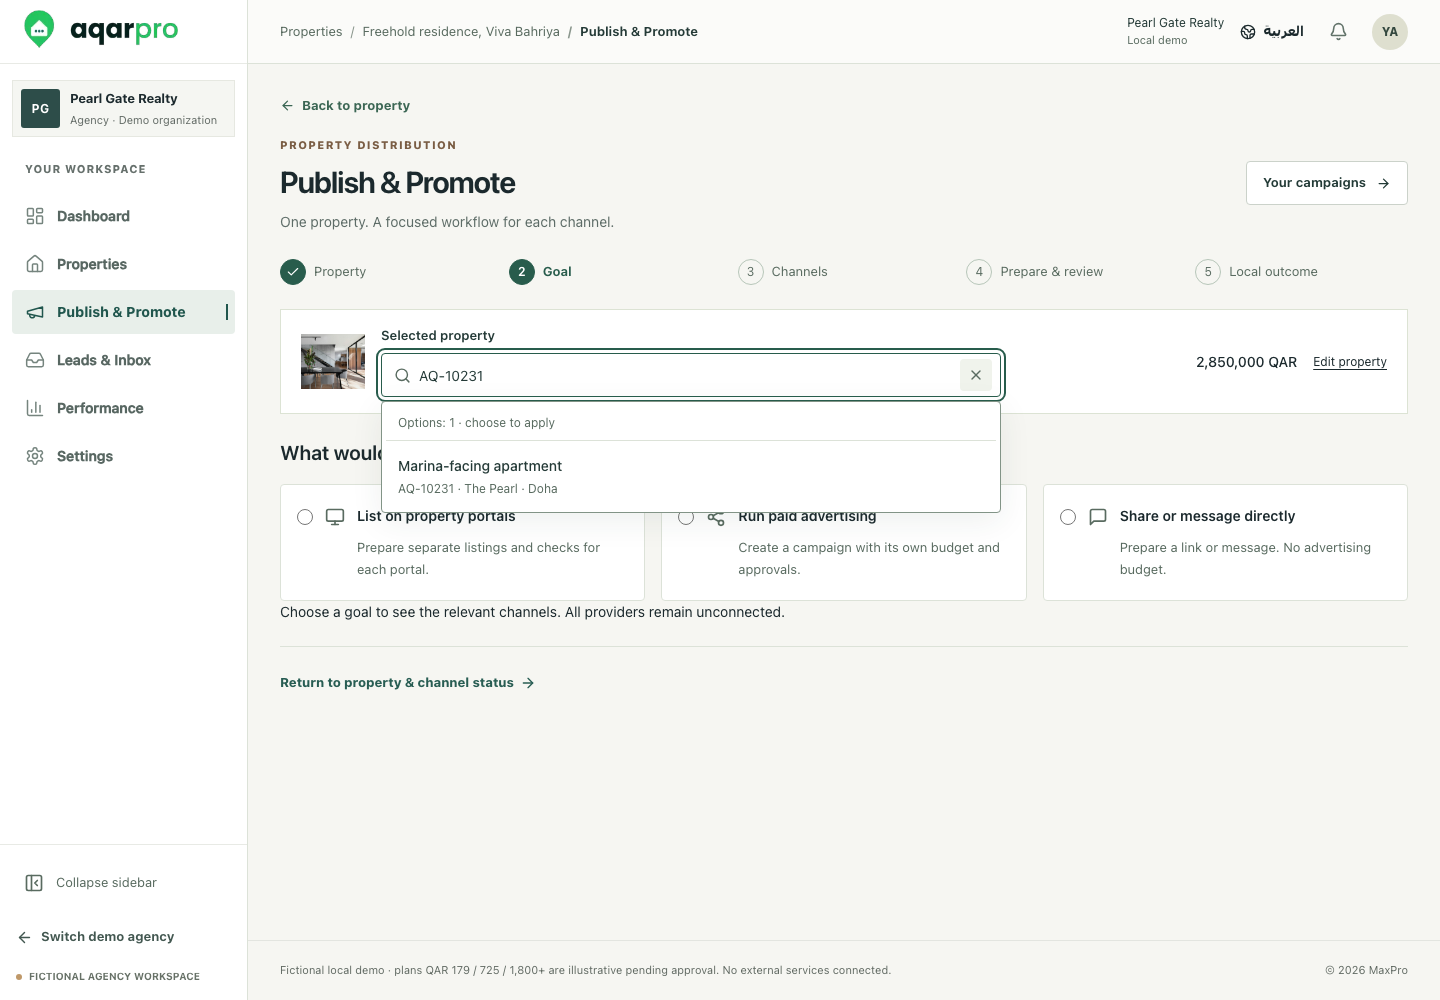 aqarpro
Properties / Freehold residence, Viva Bahriya / Publish & Promote
Pearl Gate Realty
Local demo
العربية
YA
PG
Pearl Gate Realty
Agency · Demo organization
YOUR WORKSPACE
Dashboard
Properties
Publish & Promote
Leads & Inbox
Performance
Settings
Collapse sidebar
Switch demo agency
FICTIONAL AGENCY WORKSPACE
Back to property
PROPERTY DISTRIBUTION
Publish & Promote
One property. A focused workflow for each channel.
Your campaigns
Property
2 Goal
3 Channels
4 Prepare & review
5 Local outcome
Selected property
AQ-10231
2,850,000 QAR
Edit property
Options: 1 · choose to apply
Marina-facing apartment
AQ-10231 · The Pearl · Doha
What would
List on property portals
Prepare separate listings and checks for
each portal.
Run paid advertising
Create a campaign with its own budget and
approvals.
Share or message directly
Prepare a link or message. No advertising
budget.
Choose a goal to see the relevant channels. All providers remain unconnected.
Return to property & channel status
Fictional local demo · plans QAR 179 / 725 / 1,800+ are illustrative pending approval. No external services connected.
© 2026 MaxPro